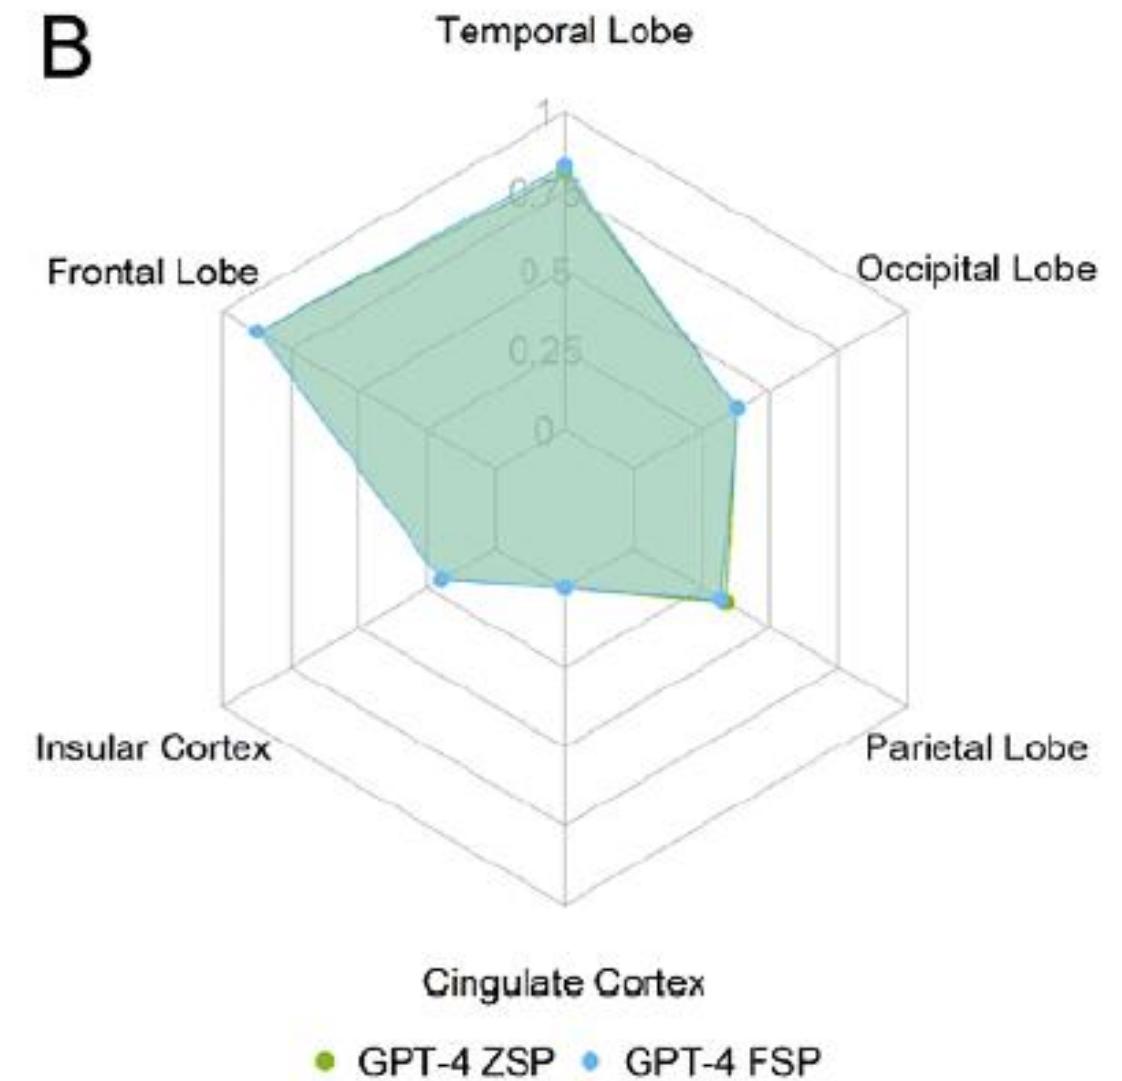 B
Temporal Lobe
1
0.75
Frontal Lobe
0.5
Occipital Lobe
0.25
0
Insular Cortex
Parietal Lobe
Cingulate Cortex
GPT-4 ZSP GPT-4 FSP